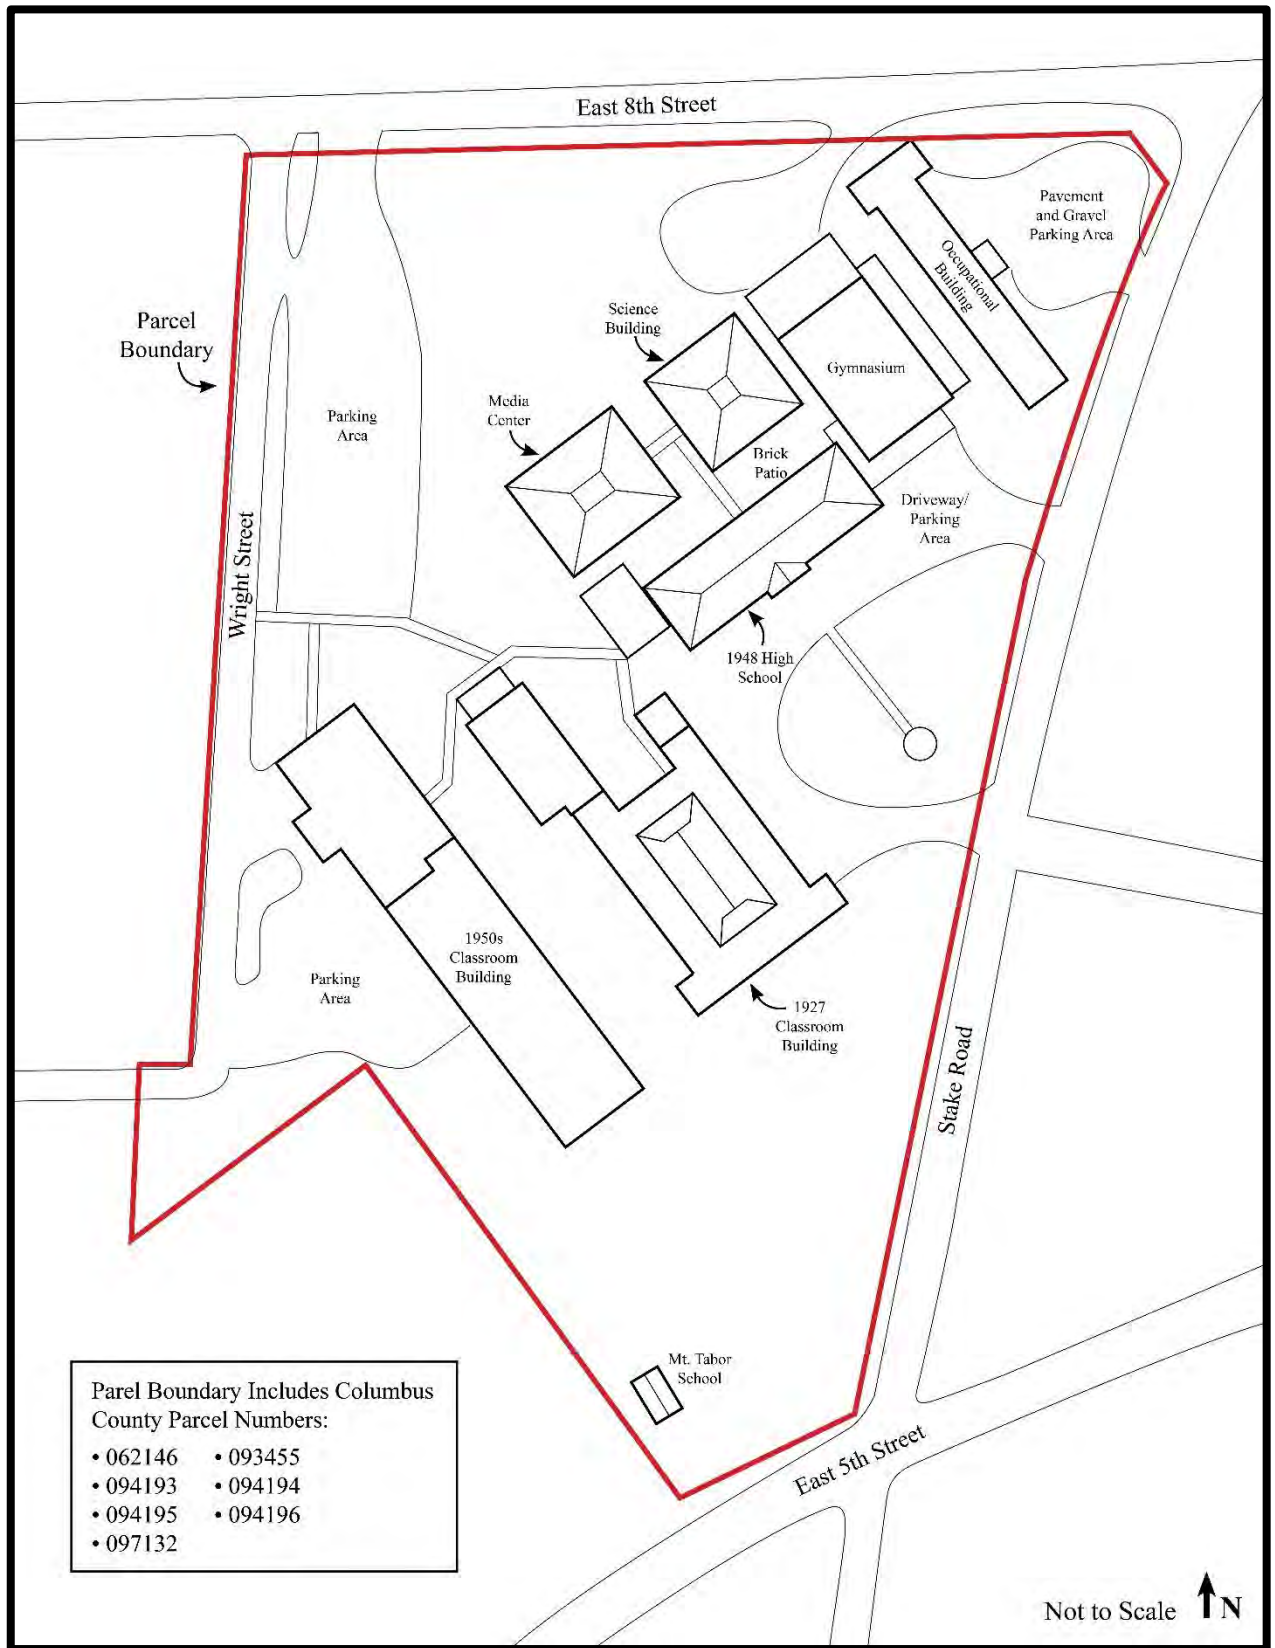 East 8th Street
Pavement
and Gravel
Parking Area
Occupational
Building
Parcel
Boundary
Science
Building
Gymnasium
Media
Center
Parking
Area
Brick
Patio
Driveway/
Parking
Area
Wright Street
1948 High
School
1950s
Classroom
Building
Parking
Area
1927
Classroom
Building
Stake Road
Mt. Tabor
School
East 5th Street
Parel Boundary Includes Columbus
County Parcel Numbers:
• 062146 • 093455
• 094193 • 094194
• 094195 • 094196
• 097132
Not to Scale N